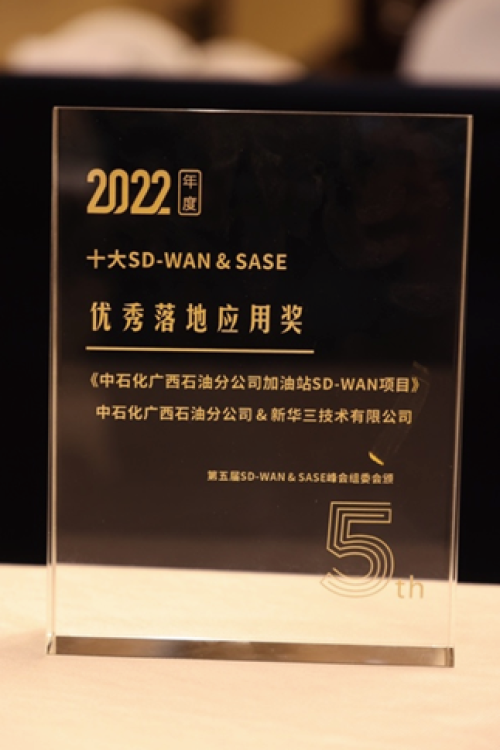 2022年度
十大SD-WAN & SASE
优秀落地应用奖
《中石化广西石油分公司加油站SD-WAN项目》
中石化广西石油分公司 & 新华三技术有限公司
第五届SD-WAN & SASE峰会组委会颁
5th